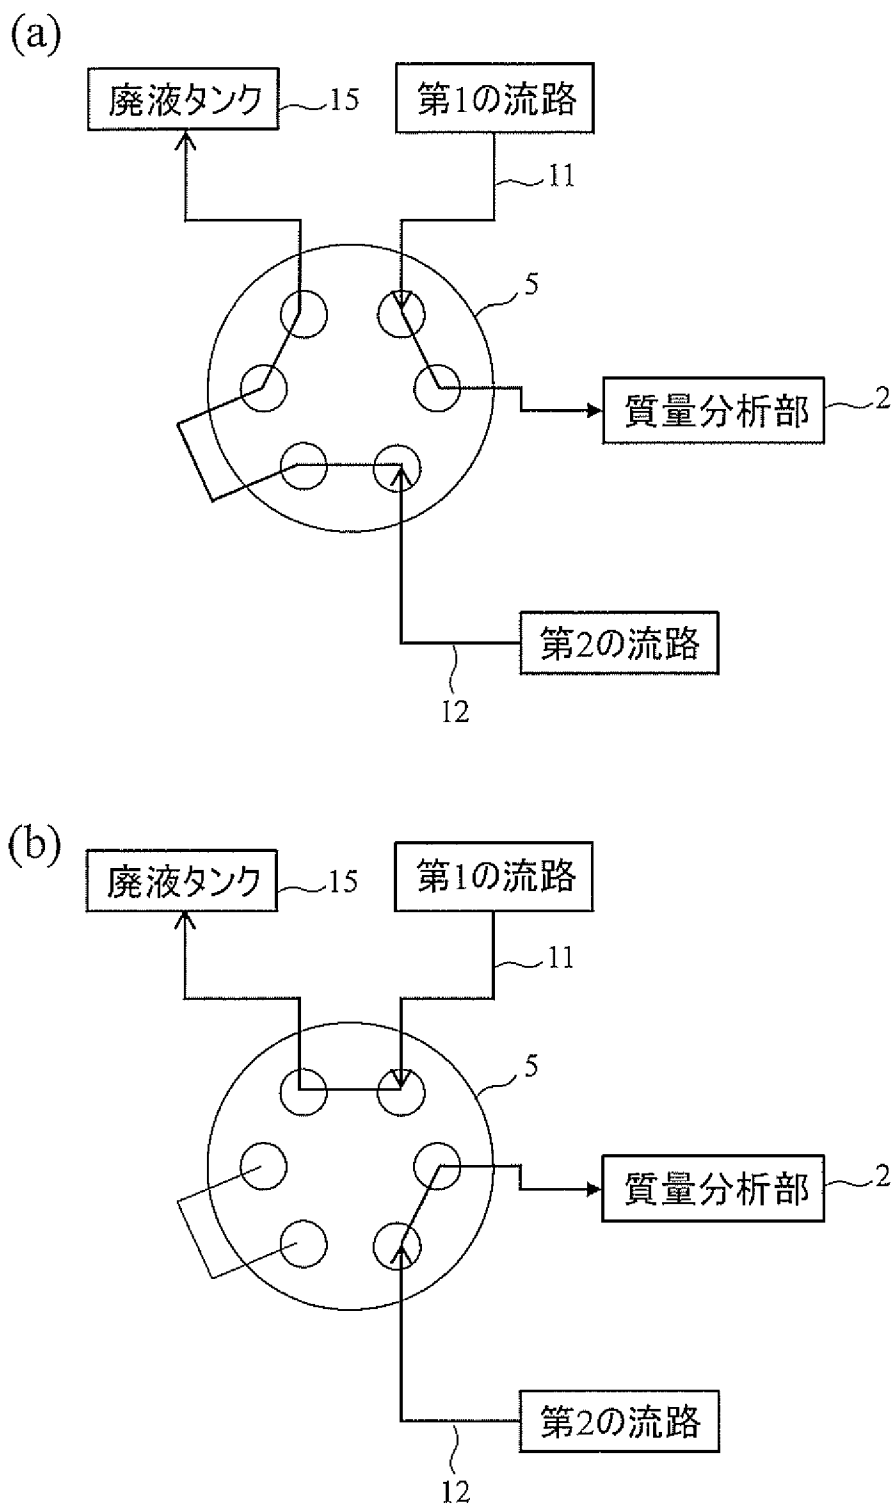 (a)
廃液タンク 15
第1の流路
11
5
質量分析部 2
第2の流路
12
(b)
廃液タンク 15
第1の流路
11
5
質量分析部 2
第2の流路
12